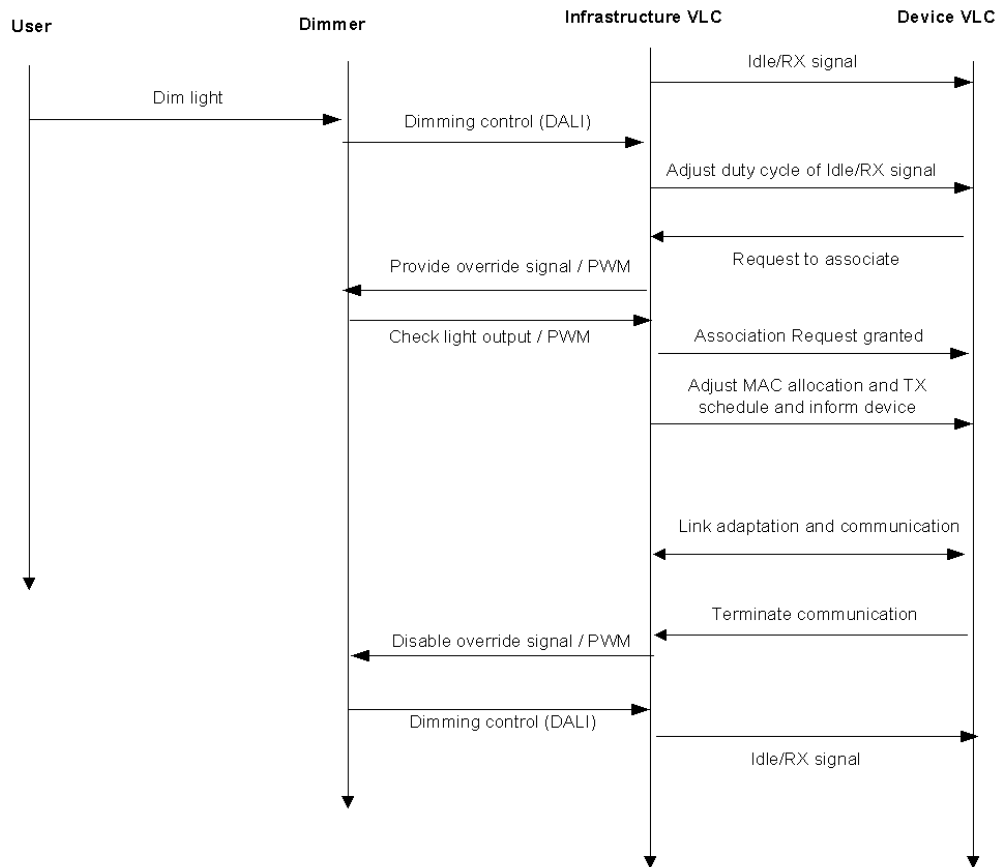 User
Dimmer
Infrastructure VLC
Device VLC
Idle/RX signal
Dim light
Dimming control (DALI)
Adjust duty cycle of Idle/RX signal
Request to associate
Provide override signal / PWM
Check light output / PWM
Association Request granted
Adjust MAC allocation and TX
schedule and inform device
Link adaptation and communication
Terminate communication
Disable override signal / PWM
Dimming control (DALI)
Idle/RX signal